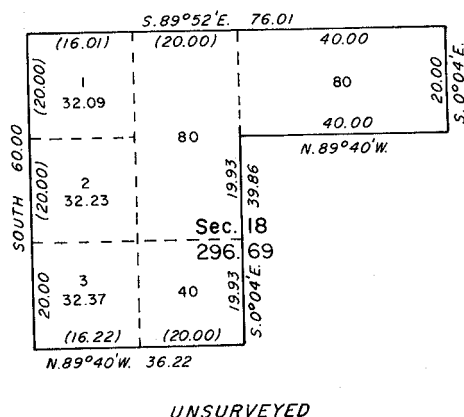 S. 89°52'E. 76.01
(16.01) (20.00) 40.00
(20.00) 1 32.09
80
80
20.00 S. 0°04'E.
40.00
N. 89°40'W.
SOUTH 60.00
(20.00) 2 32.23
19.93 39.86
Sec. 18
296.69
20.00 3 32.37
40
19.93 S. 0°04'E.
(16.22) (20.00)
N. 89°40'W. 36.22
UNSURVEYED